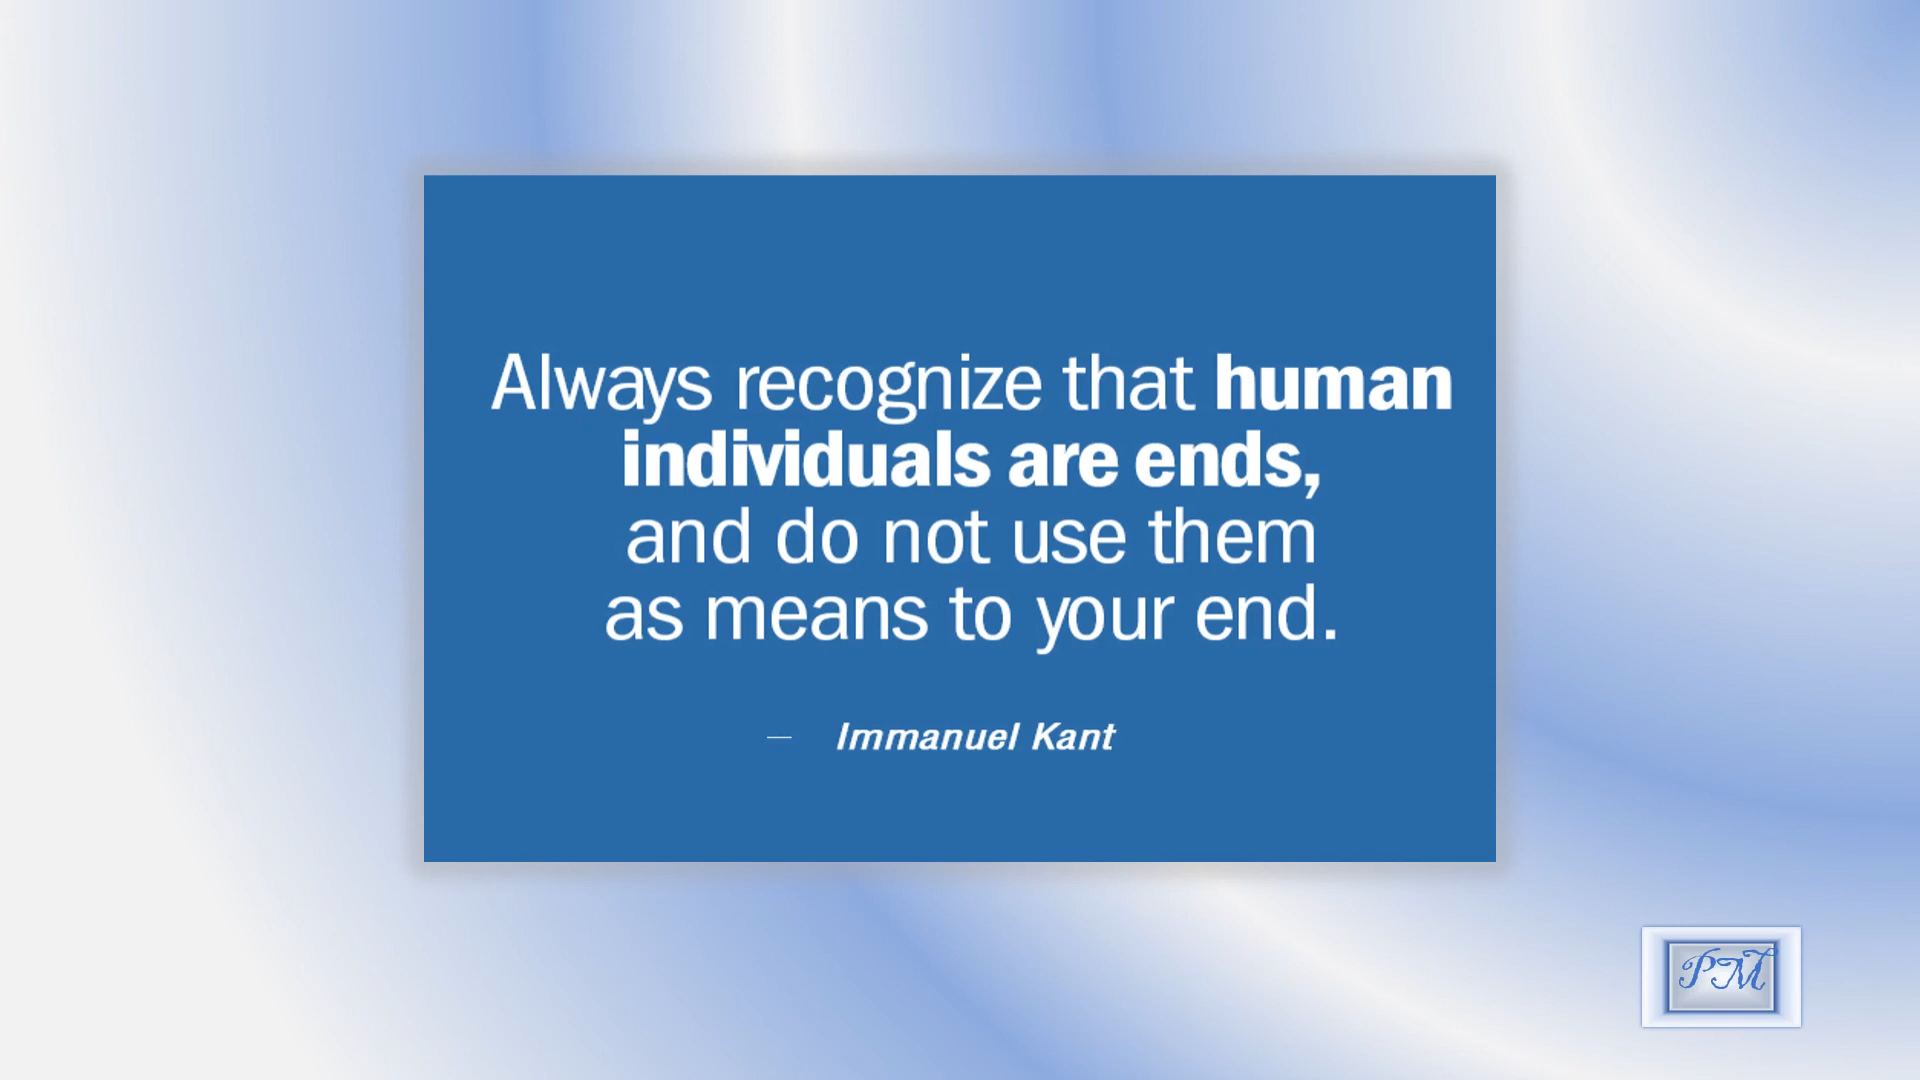 Always recognize that human
individuals are ends,
and do not use them
as means to your end.
— Immanuel Kant
PM